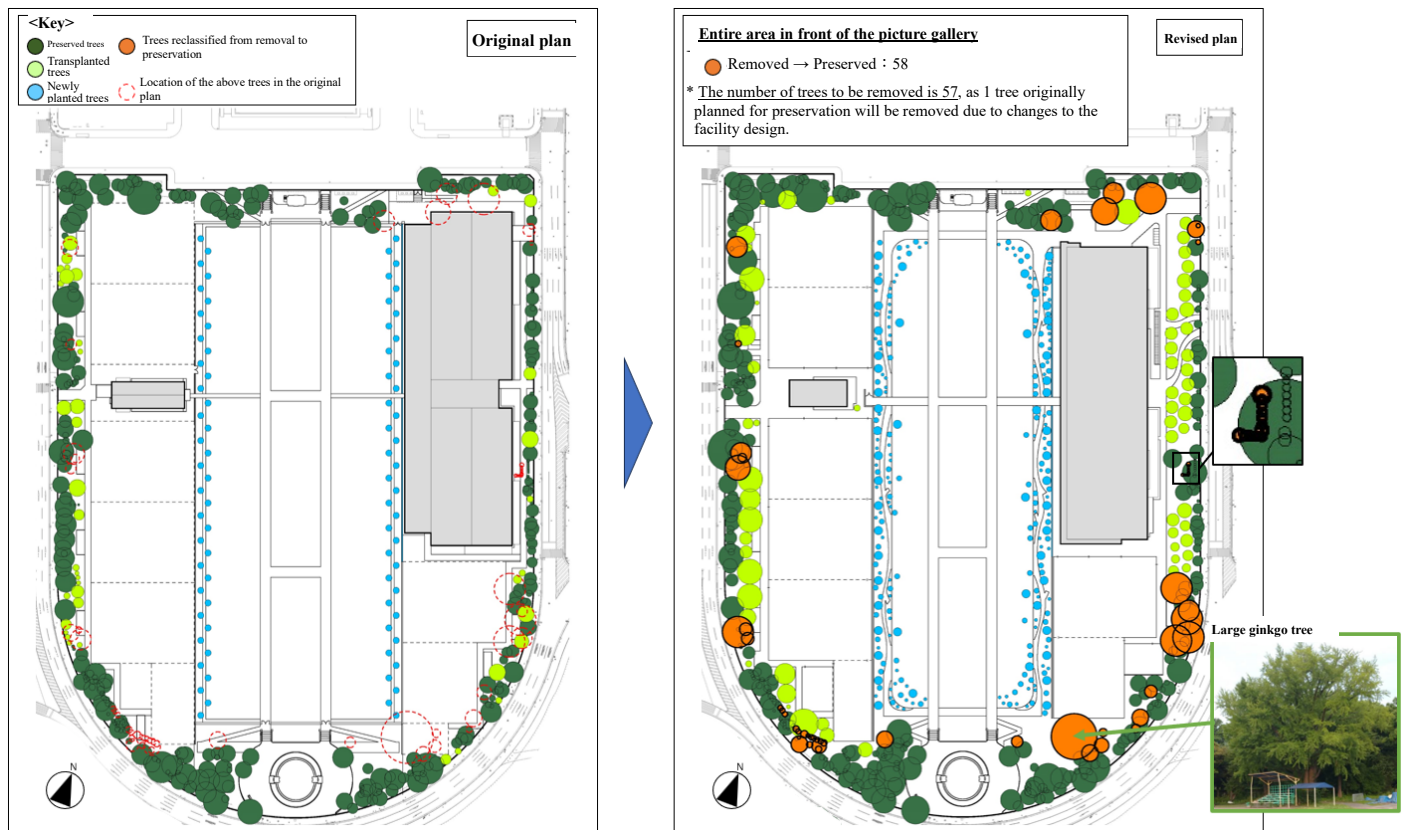 <Key>
Preserved trees
Transplanted
trees
Newly
planted trees
Trees reclassified from removal to
preservation
Location of the above trees in the original
plan
Original plan
N
Entire area in front of the picture gallery
Removed → Preserved：58
* The number of trees to be removed is 57, as 1 tree originally
planned for preservation will be removed due to changes to the
facility design.
Revised plan
Large ginkgo tree
N